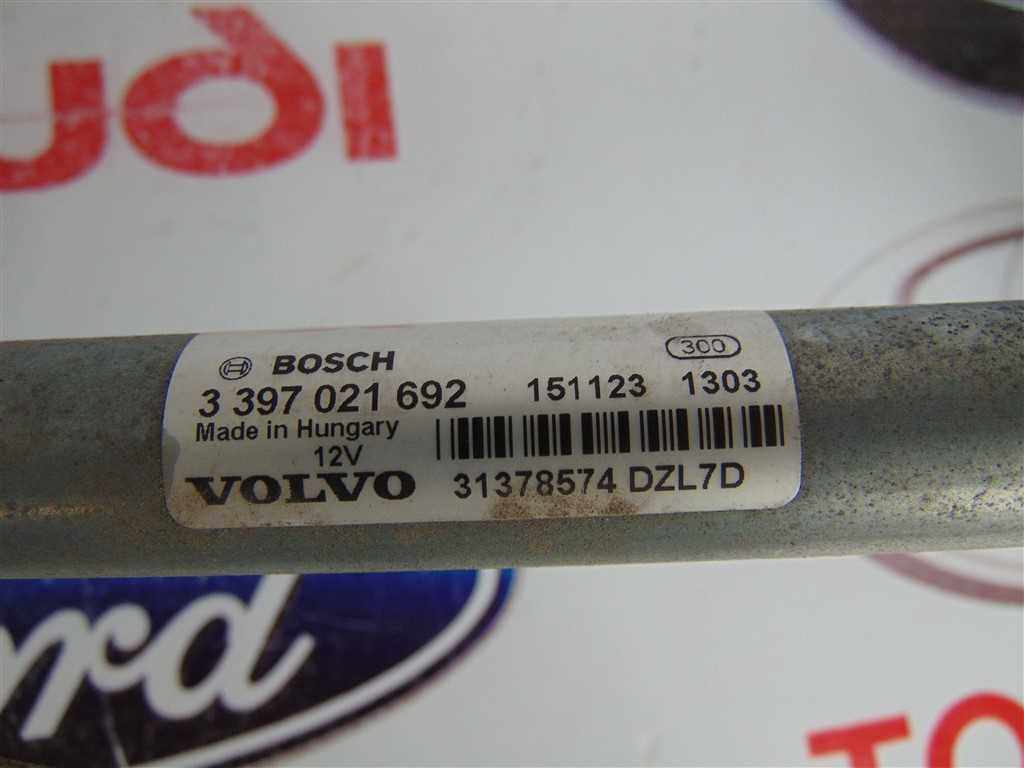 BOSCH
300
3 397 021 692
151123
1303
Made in Hungary
12V
VOLVO
31378574 DZL7D